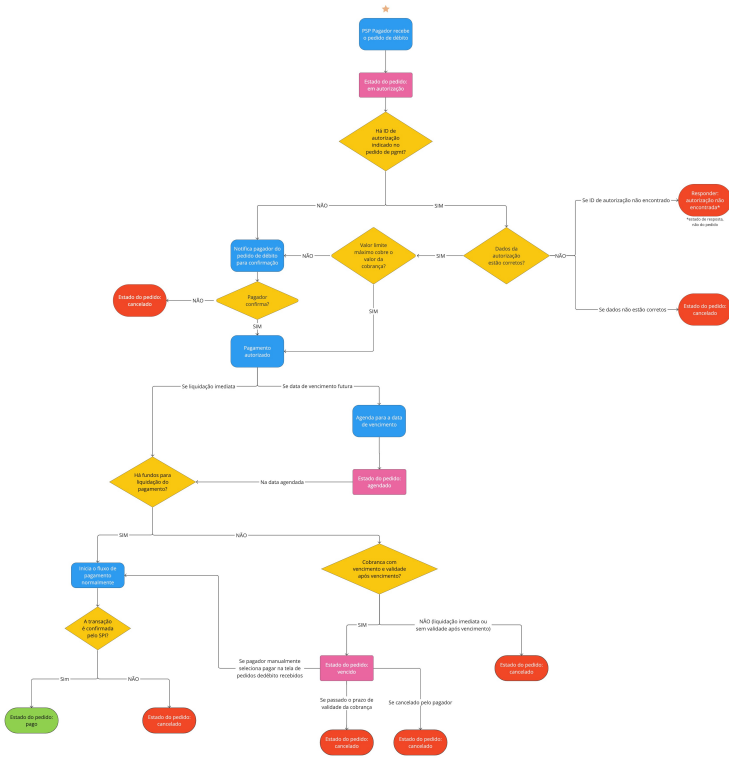 PSP Pagador recebe
o pedido de débito
Estado do pedido:
em autorização
Há ID de
autorização
indicado no
pedido de pgmt?
NÃO
SIM
Se ID de autorização não encontrado
Responder:
autorização não
encontrada*
*estado de resposta,
não do pedido
Notifica pagador do
pedido de débito
para confirmação
NÃO
Valor limite
máximo cobre o
valor da
cobrança?
SIM
Dados da
autorização
estão corretos?
NÃO
Estado do pedido:
cancelado
NÃO
Pagador
confirma?
SIM
SIM
Se dados não estão corretos
Estado do pedido:
cancelado
Pagamento
autorizado
Se liquidação imediata
Se data de vencimento futura
Agenda para a data
de vencimento
Há fundos para
liquidação do
pagamento?
Na data agendada
Estado do pedido:
agendado
SIM
NÃO
Inicia o fluxo de
pagamento
normalmente
Cobranca com
vencimento e validade
após vencimento?
A transação
é confirmada
pelo SPI?
SIM
NÃO (liquidação imediata ou
sem validade após vencimento)
Se pagador manualmente
seleciona pagar na tela de
pedidos dedébito recebidos
Estado do pedido:
vencido
Estado do pedido:
cancelado
Sim
NÃO
Se passado o prazo de
validade da cobrança
Se cancelado pelo pagador
Estado do pedido:
pago
Estado do pedido:
cancelado
Estado do pedido:
cancelado
Estado do pedido:
cancelado